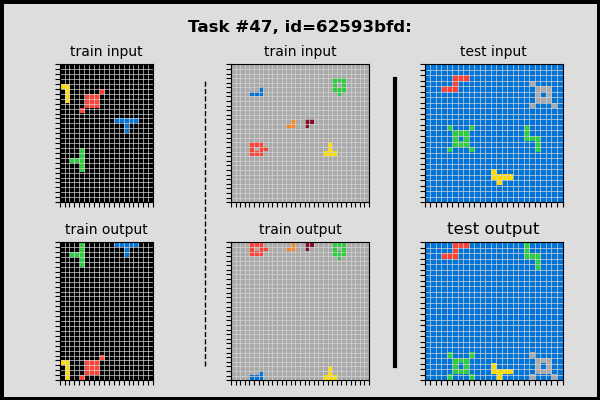 Task #47, id=62593bfd:
train input
train input
test input
train output
train output
test output